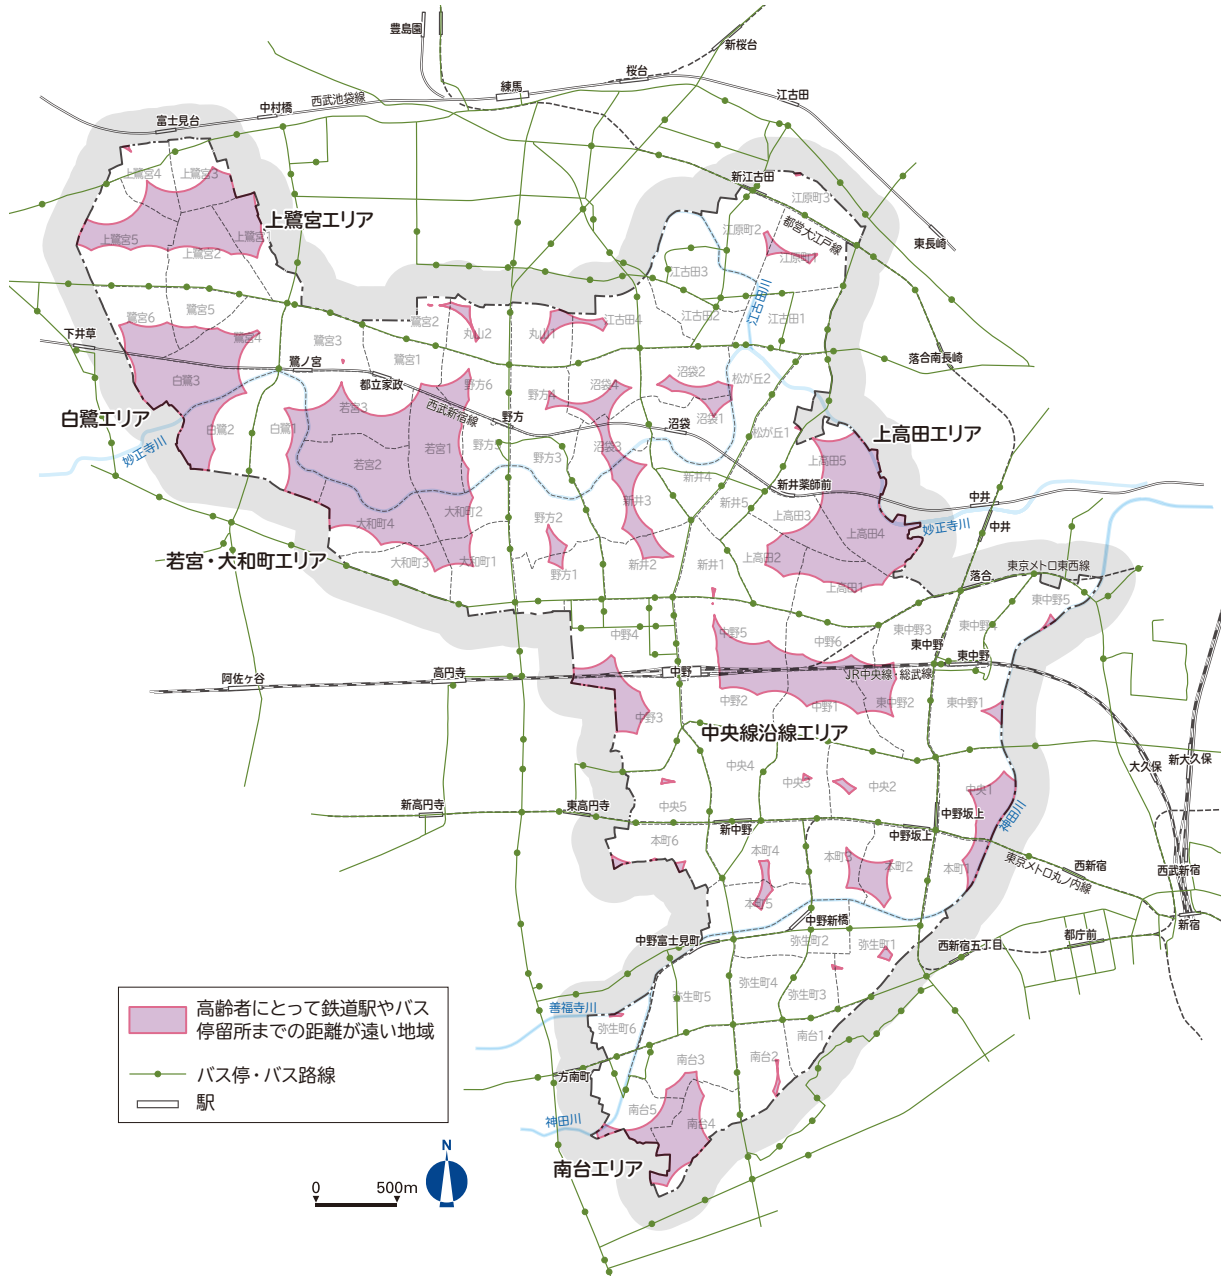 豊島園
新桜台
桜台
練馬
江古田
西武池袋線
中村橋
富士見台
上鷺宮4
上鷺宮3
新江古田
江原町3
上鷺宮エリア
江原町2
都営大江戸線
上鷺宮5
上鷺宮
上鷺宮2
東長崎
江原町1
江古田3
江古田川
鷺宮5
鷺宮6
鷺宮2
江古田4
江古田2
江古田1
下井草
鷺宮4
鷺宮3
丸山2
丸山1
鷺宮1
落合南長崎
鷺ノ宮
白鷺3
都立家政
野方6
沼袋4
沼袋2
松が丘2
野方4
若宮3
西武新宿線
野方
沼袋1
白鷺エリア
白鷺2
白鷺1
沼袋
松が丘1
上高田エリア
妙正寺川
若宮1
野方5
沼袋3
野方3
若宮2
上高田5
新井4
新井薬師前
新井3
新井5
中井
大和町2
野方2
上高田3
大和町4
妙正寺川
中井
上高田4
若宮・大和町エリア
大和町3
大和町1
野方1
新井2
新井1
上高田2
東京メトロ東西線
落合
上高田1
東中野5
中野4
中野5
中野6
東中野3
東中野4
東中野
東中野
阿佐ヶ谷
高円寺
中野
JR中央線・総武線
中野2
中野1
東中野2
東中野1
中野3
中央線沿線エリア
中央4
大久保
新大久保
中央3
中央2
中央1
新高円寺
東高円寺
中央5
新中野
中野坂上
中野坂上
神田川
本町6
本町4
本町3
本町2
本町1
東京メトロ丸ノ内線
西新宿
西武新宿
本町5
中野新橋
新宿
中野富士見町
弥生町2
弥生町1
西新宿五丁目
都庁前
弥生町4
弥生町5
弥生町3
善福寺川
弥生町6
南台1
南台3
南台2
方南町
南台5
南台4
神田川
南台エリア
高齢者にとって鉄道駅やバス
停留所までの距離が遠い地域
バス停・バス路線
駅
N
0
500m